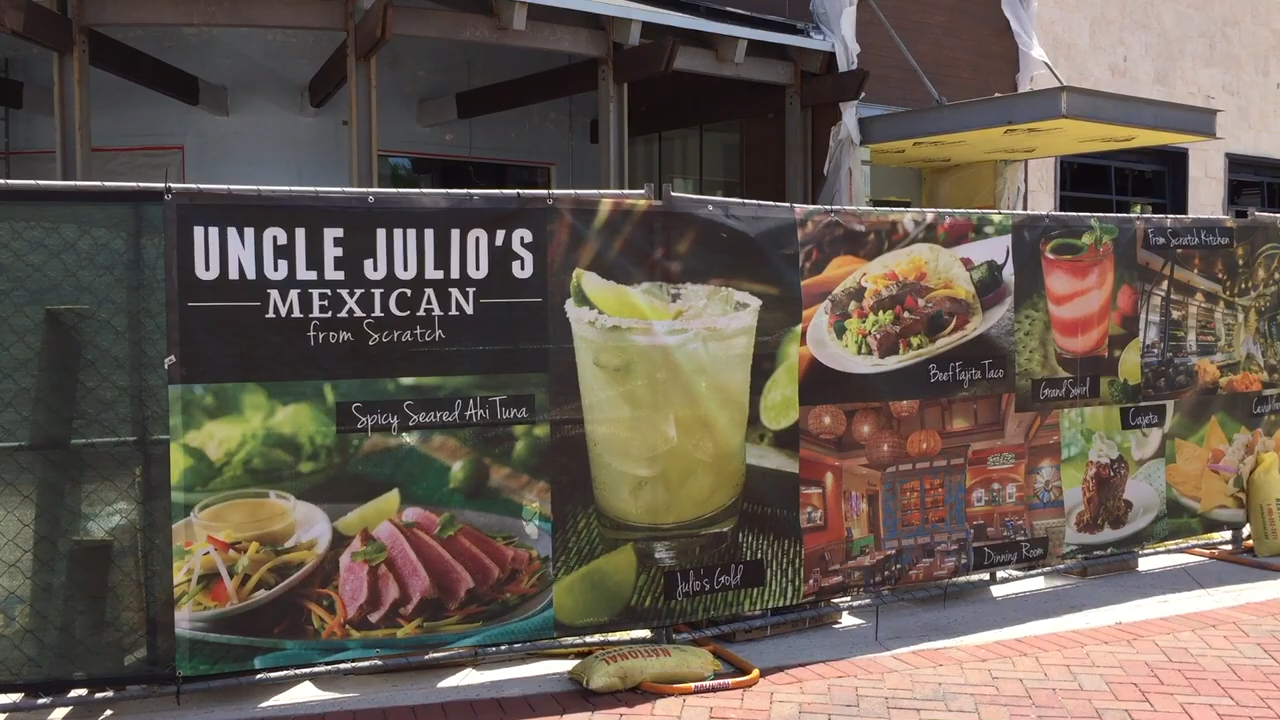 UNCLE JULIO'S
MEXICAN
from Scratch
Spicy Seared Ahi Tuna
Julio's Gold
Beef Fajita Taco
Grand Swirl
From Scratch Kitchen
Dinning Room
Cajeta
NATIONAL